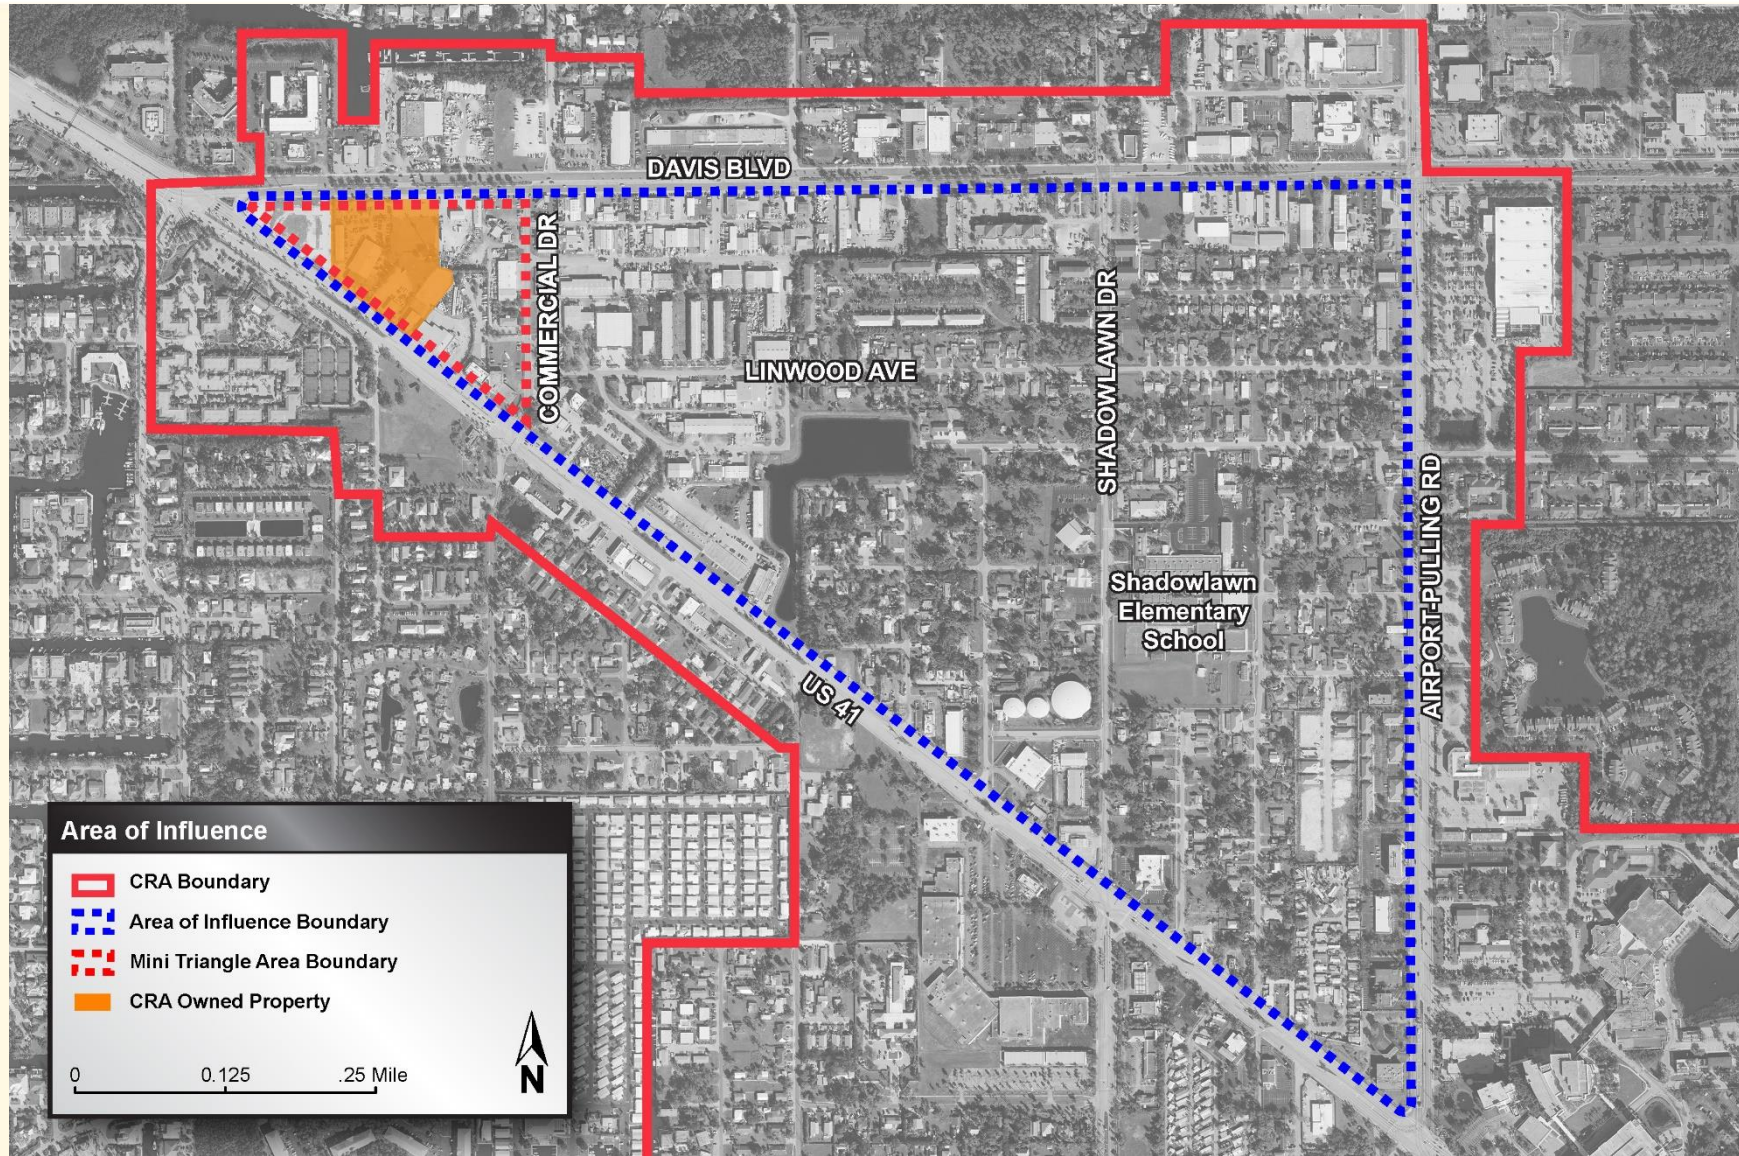 DAVIS BLVD
COMMERCIAL DR
LINWOOD AVE
SHADOWLAWN DR
AIRPORT-PULLING RD
Shadowlawn
Elementary
School
US 41
Area of Influence
CRA Boundary
Area of Influence Boundary
Mini Triangle Area Boundary
CRA Owned Property
0 0.125 .25 Mile
N